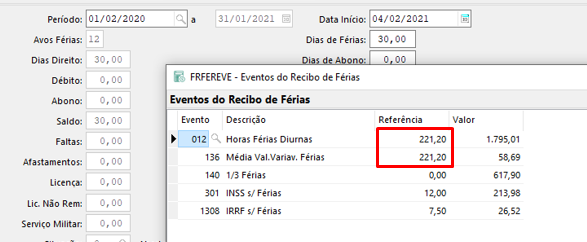 Período: 01/02/2020 a 31/01/2021 Data Início: 04/02/2021
Avos Férias: 12 Dias de Férias: 30,00
Dias Direito: 30,00 Dias de Abono: 0,00
Débito: 0,00
Abono: 0,00
Saldo: 30,00
Faltas: 0,00
Afastamentos: 0,00
Licença: 0,00
Lic. Não Rem: 0,00
Serviço Militar: 0,00
FRFEREVE - Eventos do Recibo de Férias
Eventos do Recibo de Férias
Evento Descrição Referência Valor
012 Horas Férias Diurnas 221,20 1.795,01
136 Média Val.Variav. Férias 221,20 58,69
140 1/3 Férias 0,00 617,90
301 INSS s/ Férias 12,00 213,98
1308 IRRF s/ Férias 7,50 26,52